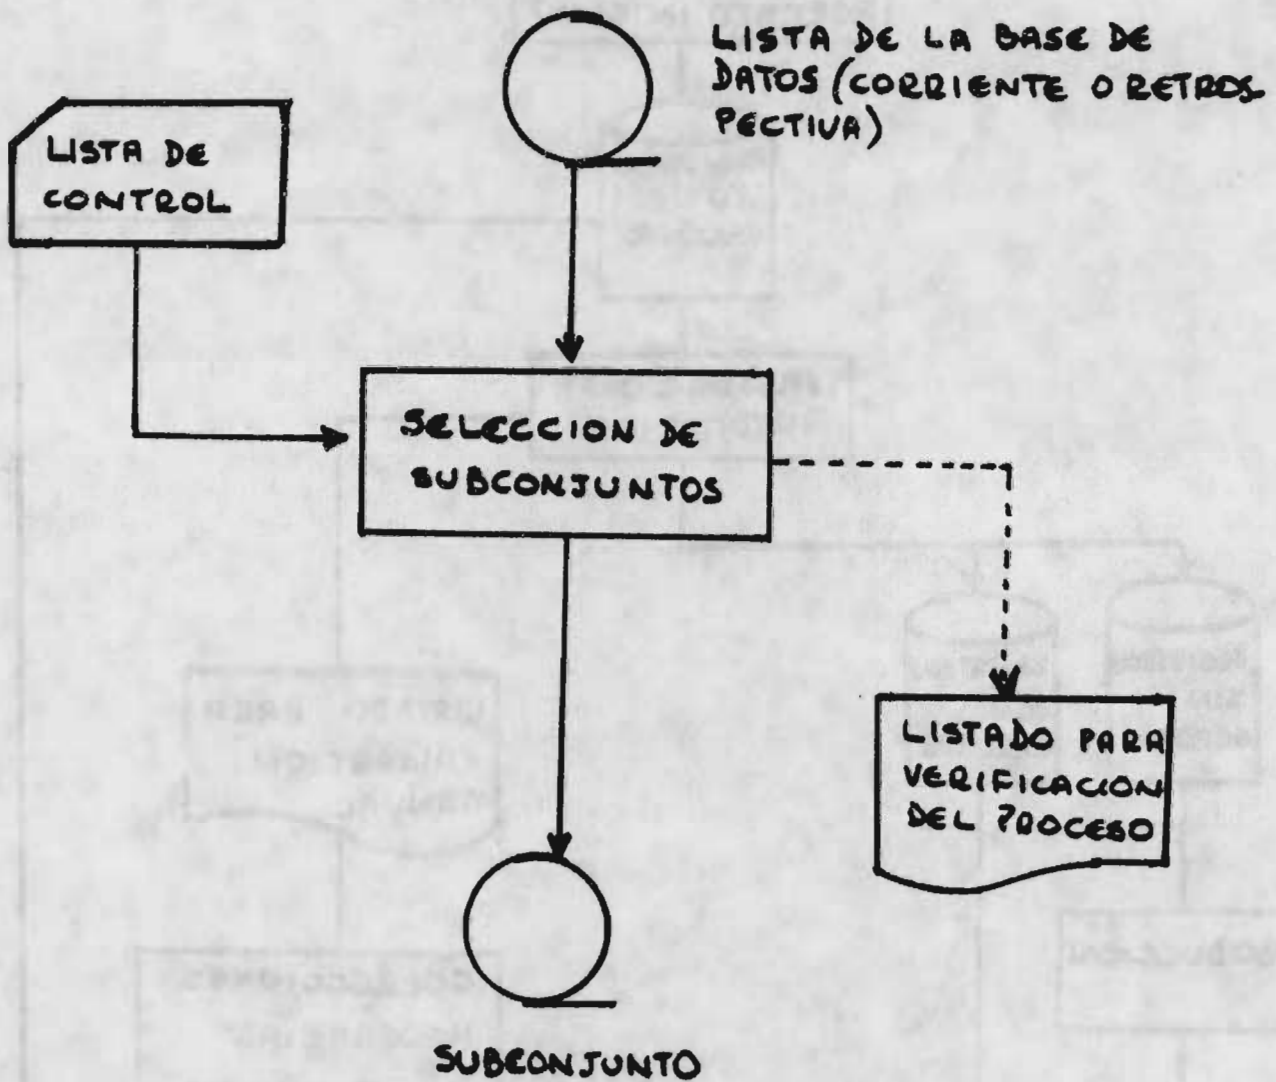 LISTA DE LA BASE DE
DATOS (CORRIENTE O RETROS-
PECTIVA)
LISTA DE
CONTROL
SELECCION DE
SUBCONJUNTOS
LISTADO PARA
VERIFICACION
DEL PROCESO
SUBCONJUNTO